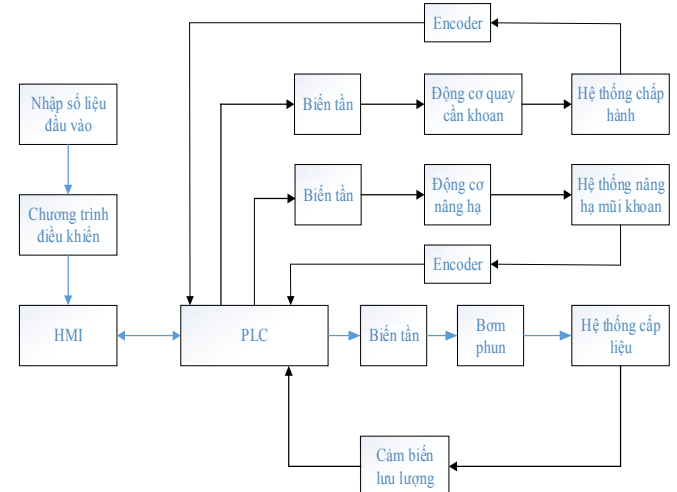 Encoder
Nhập số liệu
đầu vào
Biến tần
Động cơ quay
cần khoan
Hệ thống chấp
hành
Chương trình
điều khiển
Biến tần
Động cơ
nâng hạ
Hệ thống nâng
hạ mũi khoan
Encoder
HMI
PLC
Biến tần
Bơm
phun
Hệ thống cấp
liệu
Cảm biến
lưu lượng